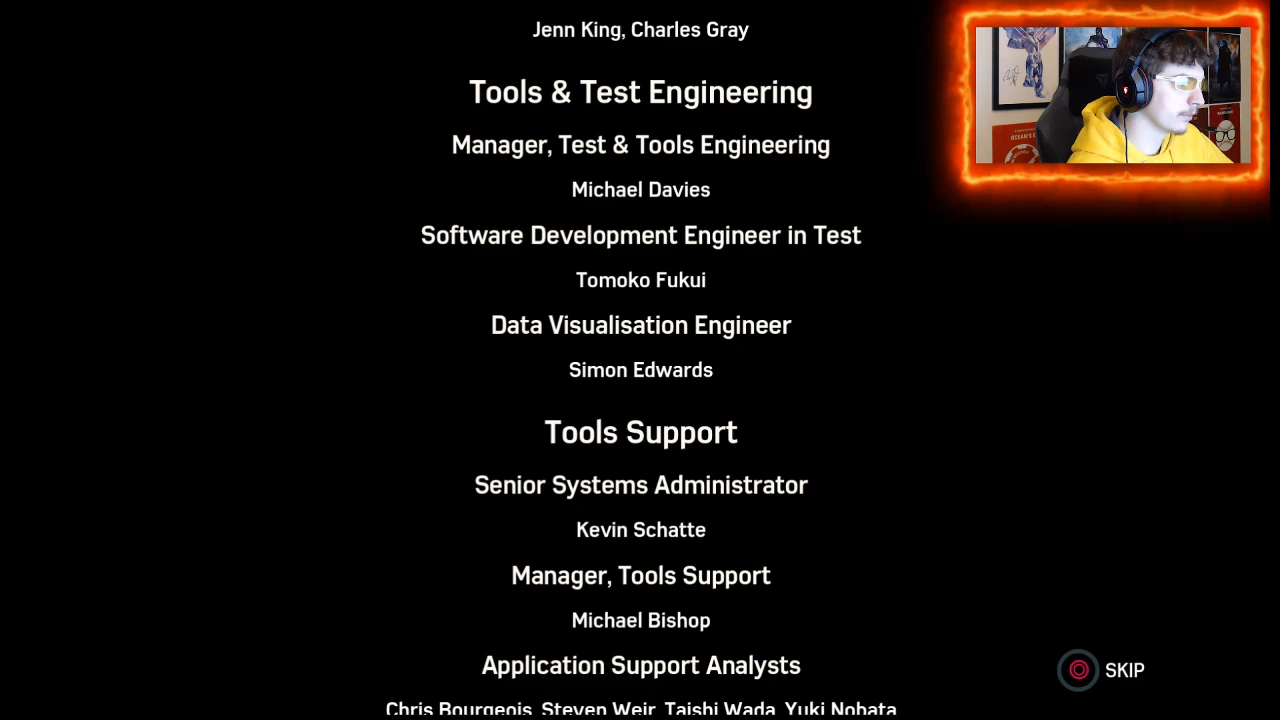 Jenn King, Charles Gray
Tools & Test Engineering
Manager, Test & Tools Engineering
Michael Davies
Software Development Engineer in Test
Tomoko Fukui
Data Visualisation Engineer
Simon Edwards
Tools Support
Senior Systems Administrator
Kevin Schatte
Manager, Tools Support
Michael Bishop
Application Support Analysts
SKIP
Chris Bourgeois, Steven Weir, Taishi Wada, Yuki Nobata